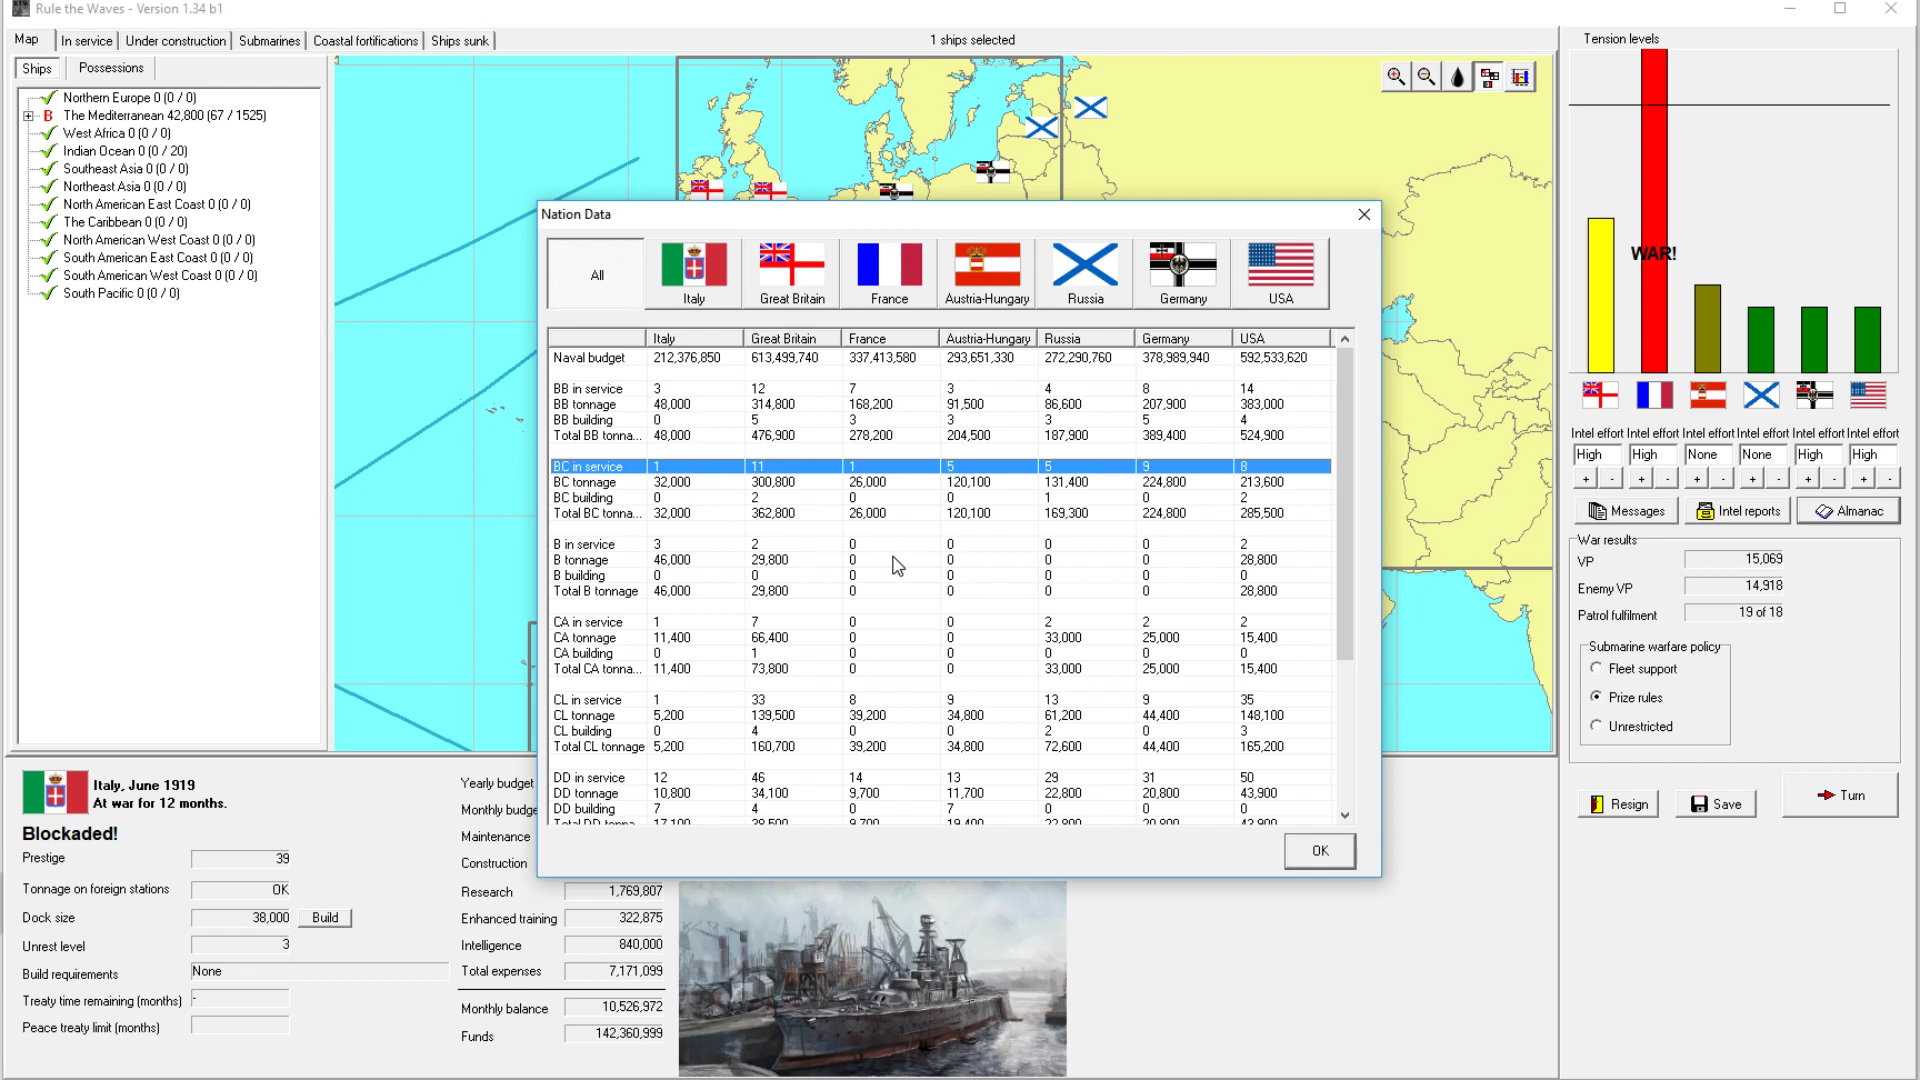 Rule the Waves - Version 1.34 b1
Map In service Under construction Submarines Coastal fortifications Ships sunk
1 ships selected
Ships Possessions
Northern Europe 0 (0 / 0)
B The Mediterranean 42,800 (67 / 1525)
West Africa 0 (0 / 0)
Indian Ocean 0 (0 / 20)
Southeast Asia 0 (0 / 0)
Northeast Asia 0 (0 / 0)
North American East Coast 0 (0 / 0)
The Caribbean 0 (0 / 0)
North American West Coast 0 (0 / 0)
South American East Coast 0 (0 / 0)
South American West Coast 0 (0 / 0)
South Pacific 0 (0 / 0)
Nation Data
All Italy Great Britain France Austria-Hungary Russia Germany USA
Italy Great Britain France Austria-Hungary Russia Germany USA
Naval budget 212,376,850 613,499,740 337,413,580 293,651,330 272,290,760 378,989,940 592,533,620
BB in service 3 12 7 3 4 8 14
BB tonnage 48,000 314,800 168,200 91,500 86,600 207,900 383,000
BB building 0 5 3 3 3 5 4
Total BB tonna... 48,000 476,900 278,200 204,500 187,900 389,400 524,900
BC in service 1 11 1 5 5 9 8
BC tonnage 32,000 300,800 26,000 120,100 131,400 224,800 213,600
BC building 0 2 0 0 1 0 2
Total BC tonna... 32,000 362,800 26,000 120,100 169,300 224,800 285,500
B in service 3 2 0 0 0 0 2
B tonnage 46,000 29,800 0 0 0 0 28,800
B building 0 0 0 0 0 0 0
Total B tonnage 46,000 29,800 0 0 0 0 28,800
CA in service 1 7 0 0 2 2 2
CA tonnage 11,400 66,400 0 0 33,000 25,000 15,400
CA building 0 1 0 0 0 0 0
Total CA tonna... 11,400 73,800 0 0 33,000 25,000 15,400
CL in service 1 33 8 9 13 9 35
CL tonnage 5,200 139,500 39,200 34,800 61,200 44,400 148,100
CL building 0 4 0 0 2 0 3
Total CL tonnage 5,200 160,700 39,200 34,800 72,600 44,400 165,200
DD in service 12 46 14 13 29 31 50
DD tonnage 10,800 34,100 9,700 11,700 22,800 20,800 43,900
DD building 7 4 0 7 0 0 0
Total DD tonna... 17,100 38,500 9,700 19,400 22,800 20,800 43,900
OK
Tension levels
WAR!
Intel effort Intel effort Intel effort Intel effort Intel effort Intel effort
High High None None High High
+ - + - + - + - + - + -
Messages Intel reports Almanac
War results
VP 15,069
Enemy VP 14,918
Patrol fulfilment 19 of 18
Submarine warfare policy
Fleet support
Prize rules
Unrestricted
Resign Save Turn
Italy, June 1919
At war for 12 months.
Blockaded!
Prestige 39
Tonnage on foreign stations OK
Dock size 38,000 Build
Unrest level 3
Build requirements None
Treaty time remaining (months) -
Peace treaty limit (months)
Yearly budget
Monthly budge
Maintenance
Construction
Research 1,769,807
Enhanced training 322,875
Intelligence 840,000
Total expenses 7,171,099
Monthly balance 10,526,972
Funds 142,360,999